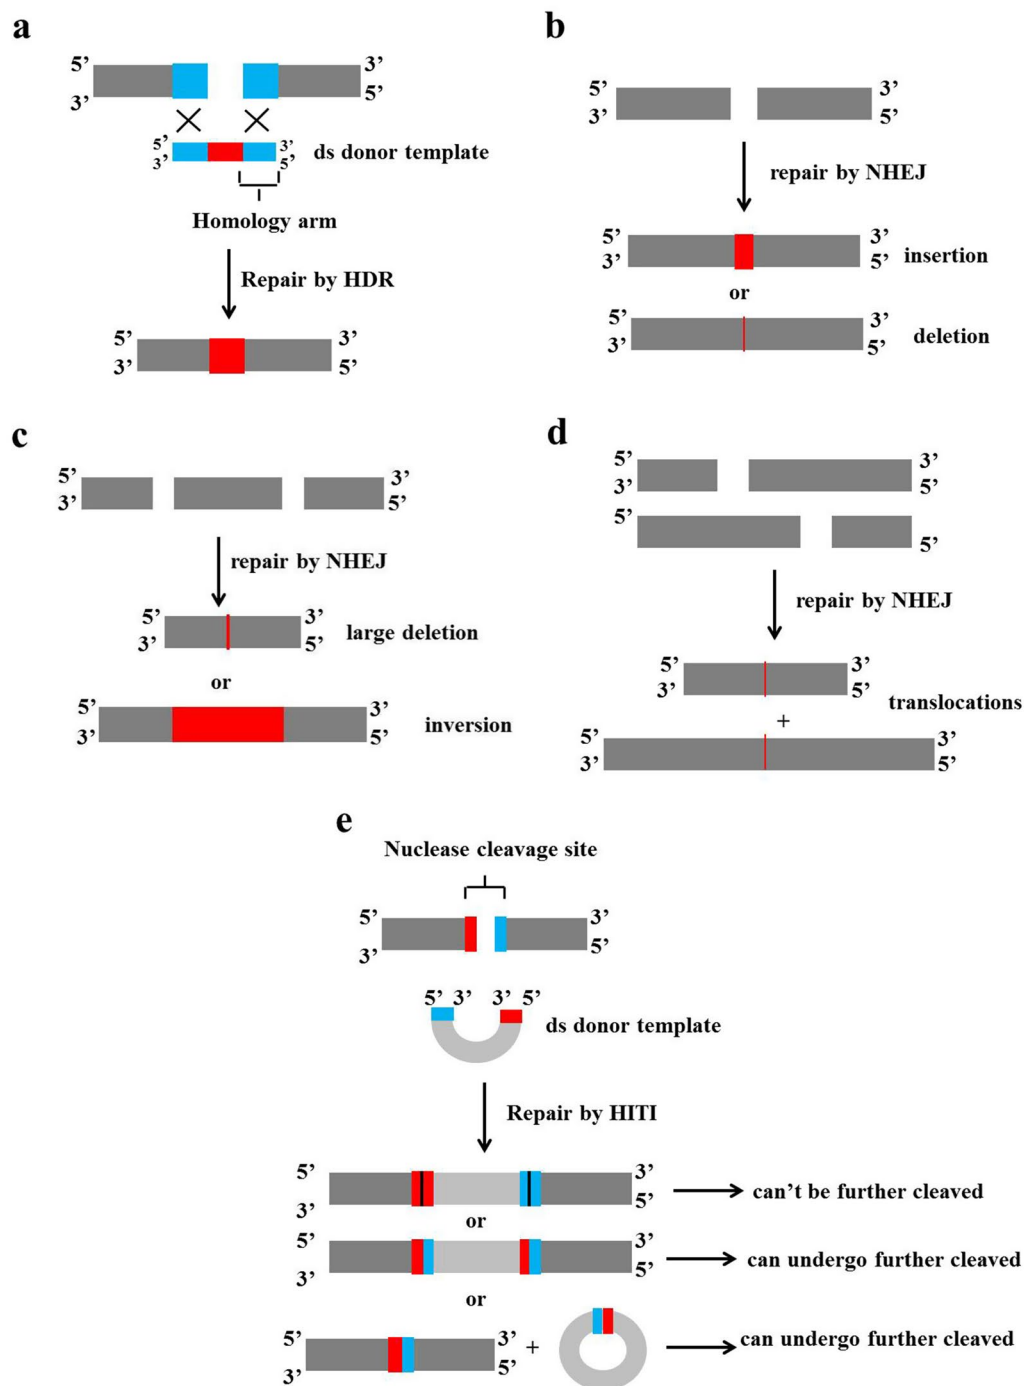 a
5’ 3’
3’ 5’
5’ 3’
3’ 5’
ds donor template
Homology arm
Repair by HDR
5’ 3’
3’ 5’
b
5’ 3’
3’ 5’
repair by NHEJ
5’ 3’
3’ 5’
insertion
or
5’ 3’
3’ 5’
deletion
c
5’ 3’
3’ 5’
repair by NHEJ
5’ 3’
3’ 5’
large deletion
or
5’ 3’
3’ 5’
inversion
d
5’ 3’
3’ 5’
5’
5’
repair by NHEJ
5’ 3’
3’ 5’
translocations
+
5’ 3’
3’ 5’
e
Nuclease cleavage site
5’ 3’
3’ 5’
5’ 3’ 3’ 5’
ds donor template
Repair by HITI
5’ 3’
3’ 5’
can’t be further cleaved
or
5’ 3’
3’ 5’
can undergo further cleaved
or
5’ 3’
3’ 5’
+
can undergo further cleaved